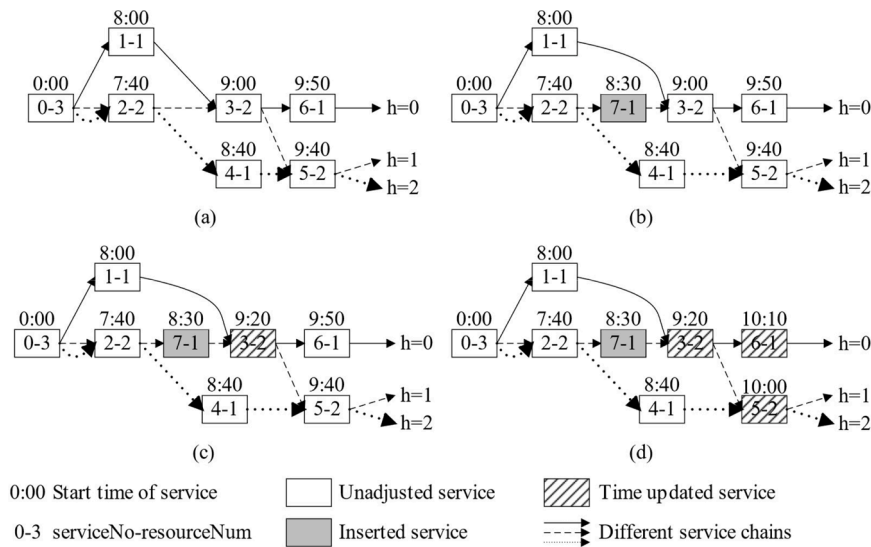 8:00
1-1
0:00 7:40 9:00 9:50
0-3 2-2 3-2 6-1 h=0
8:40 9:40 h=1
4-1 5-2 h=2
(a)
8:00
1-1
0:00 7:40 8:30 9:00 9:50
0-3 2-2 7-1 3-2 6-1 h=0
8:40 9:40 h=1
4-1 5-2 h=2
(b)
8:00
1-1
0:00 7:40 8:30 9:20 9:50
0-3 2-2 7-1 3-2 6-1 h=0
8:40 9:40 h=1
4-1 5-2 h=2
(c)
8:00
1-1
0:00 7:40 8:30 9:20 10:10
0-3 2-2 7-1 3-2 6-1 h=0
8:40 10:00 h=1
4-1 5-2 h=2
(d)
0:00 Start time of service Unadjusted service Time updated service
0-3 serviceNo-resourceNum Inserted service Different service chains